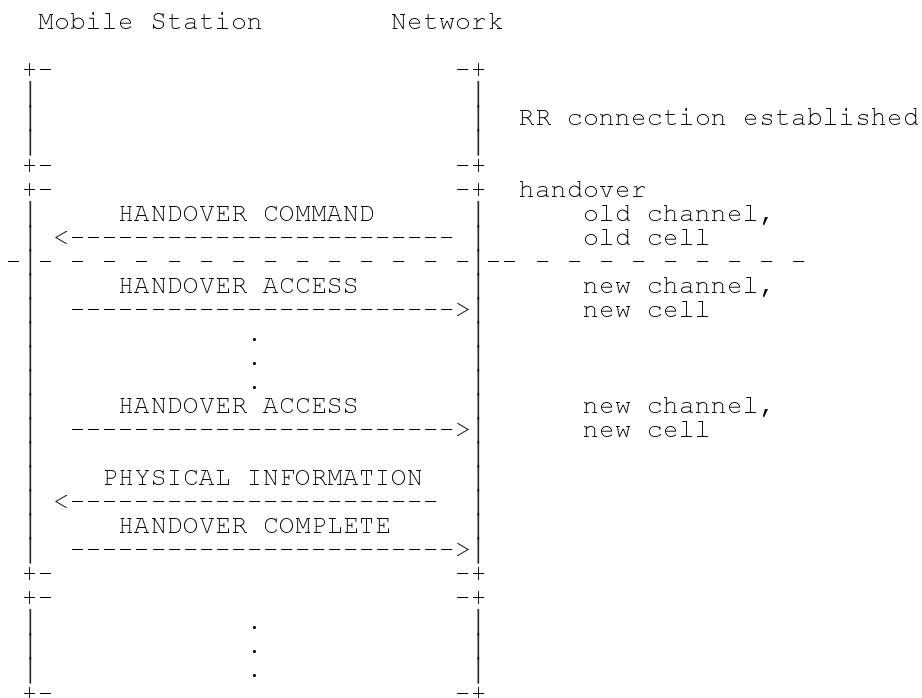 Mobile Station Network
RR connection established
handover
HANDOVER COMMAND old channel,
old cell
HANDOVER ACCESS new channel,
new cell
.
.
.
HANDOVER ACCESS new channel,
new cell
PHYSICAL INFORMATION
HANDOVER COMPLETE
.
.
.